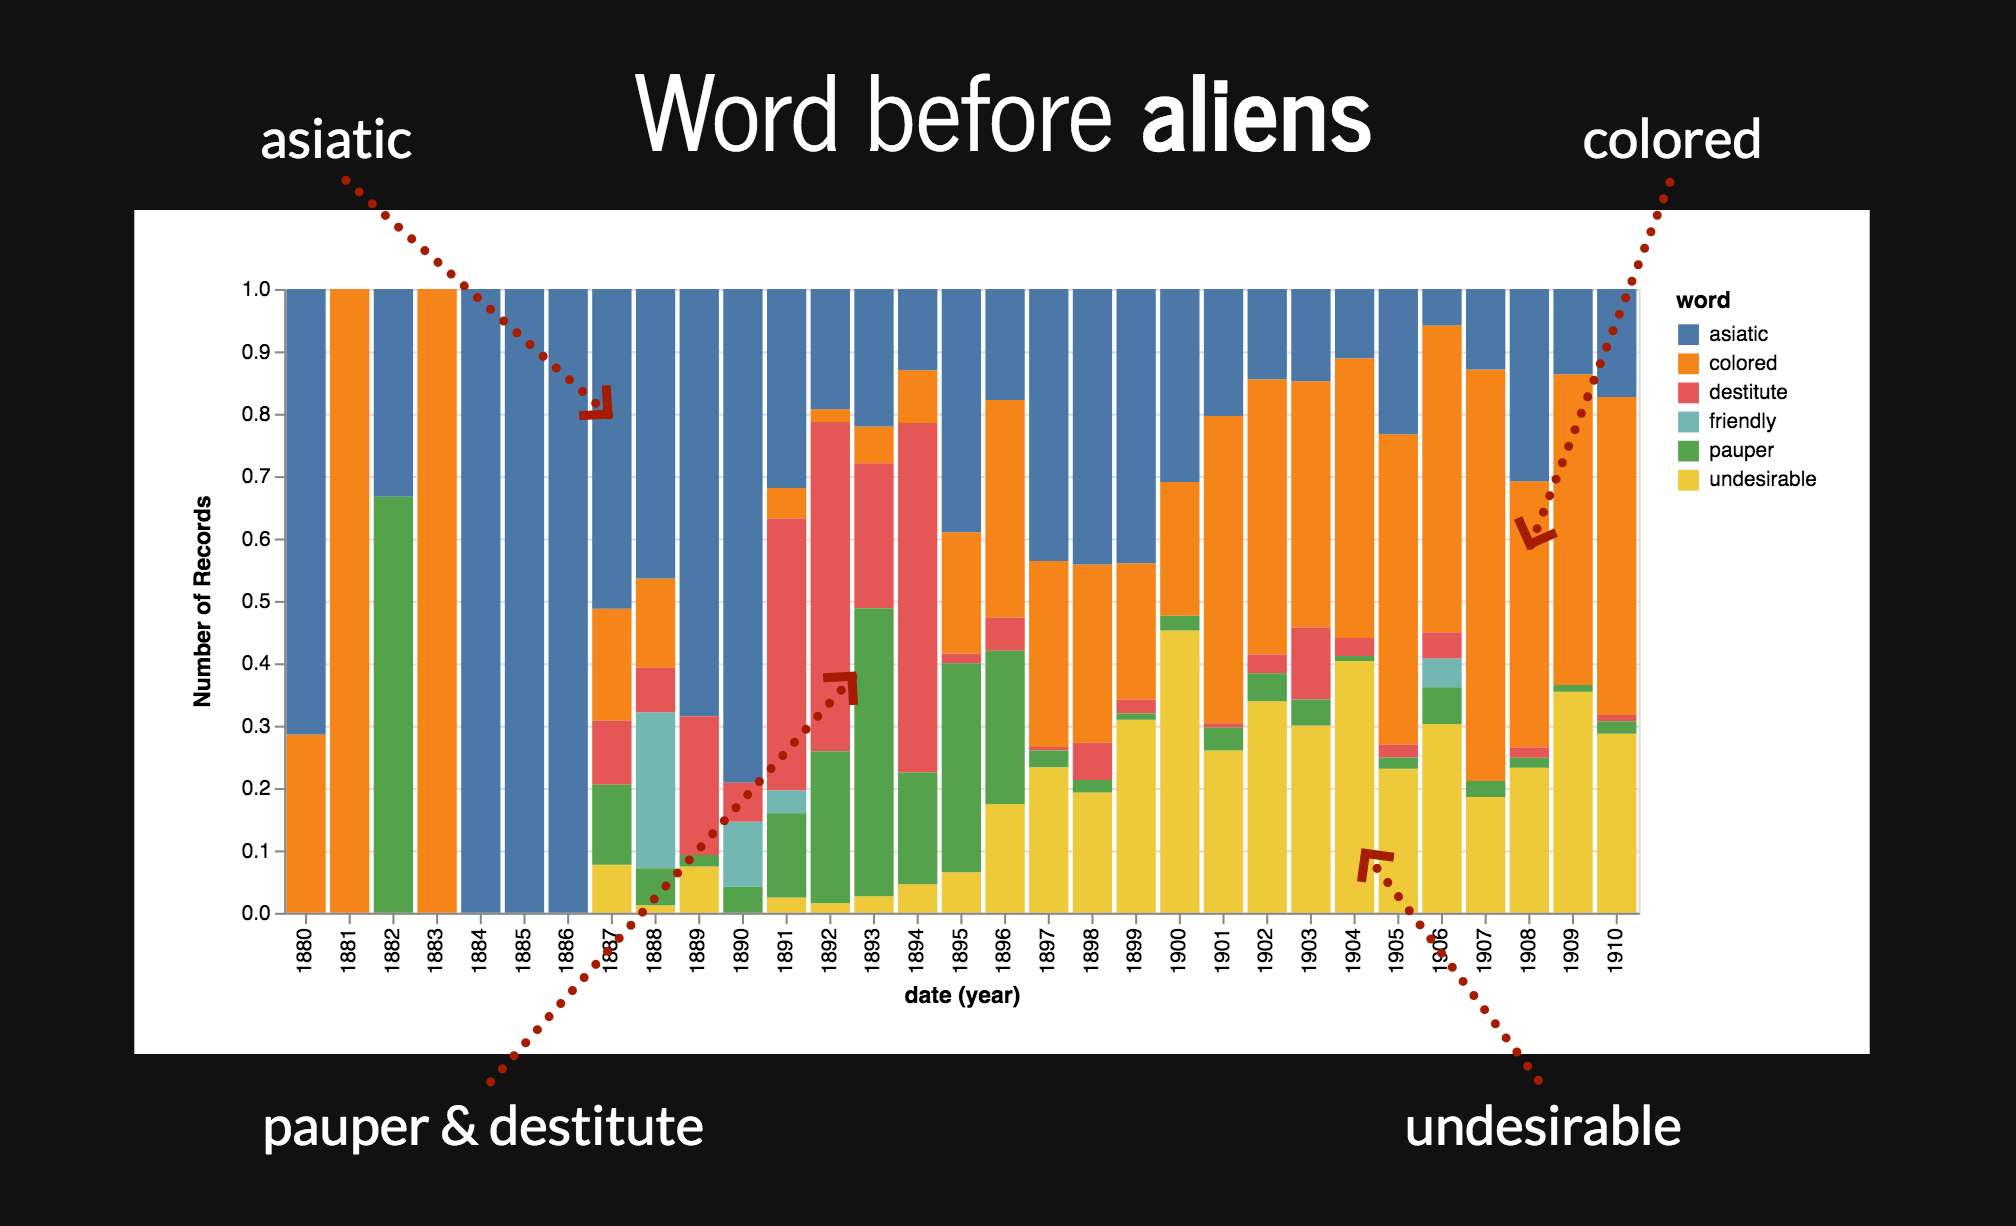 Word before aliens
asiatic
colored
word
asiatic
colored
destitute
friendly
pauper
undesirable
Number of Records
1.0
0.9
0.8
0.7
0.6
0.5
0.4
0.3
0.2
0.1
0.0
1880 1881 1882 1883 1884 1885 1886 1887 1888 1889 1890 1891 1892 1893 1894 1895 1896 1897 1898 1899 1900 1901 1902 1903 1904 1905 1906 1907 1908 1909 1910
date (year)
pauper & destitute
undesirable